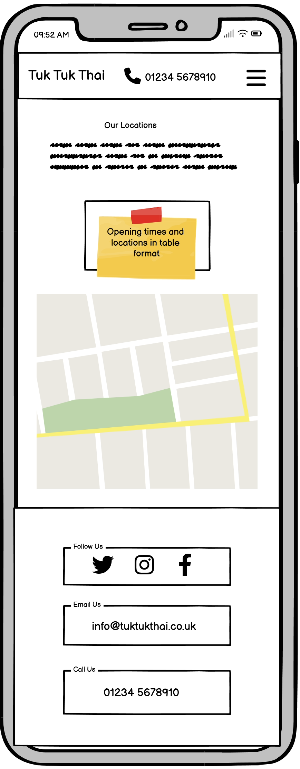 09:52 AM
Tuk Tuk Thai 01234 5678910
Our Locations
Opening times and
locations in table
format
Follow Us
Email Us
info@tuktukthai.co.uk
Call Us
01234 5678910